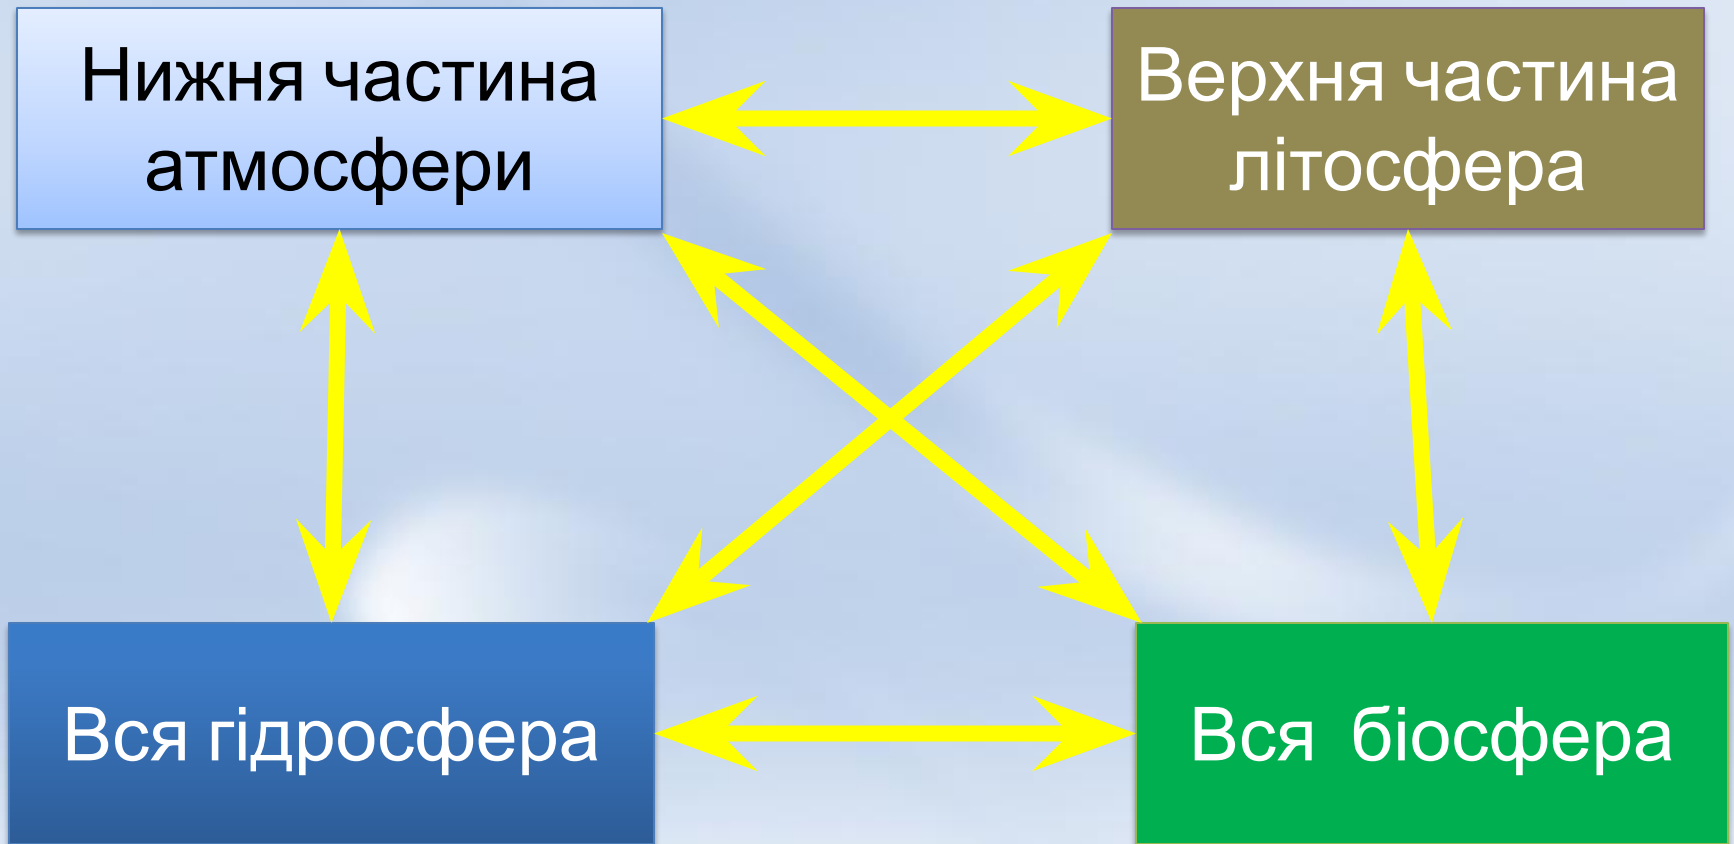 Нижня частина
атмосфери
Верхня частина
літосфера
Вся гідросфера
Вся біосфера